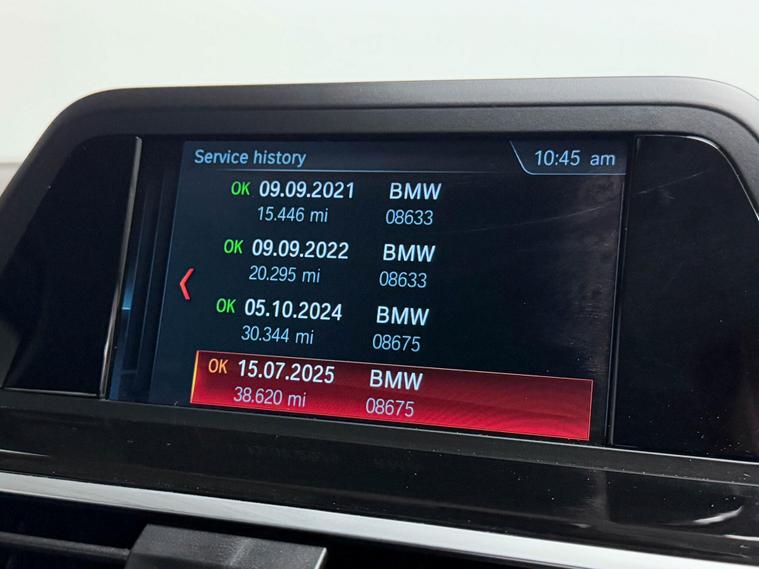 Service history 10:45 am
OK 09.09.2021 BMW
15.446 mi 08633
OK 09.09.2022 BMW
20.295 mi 08633
OK 05.10.2024 BMW
30.344 mi 08675
OK 15.07.2025 BMW
38.620 mi 08675